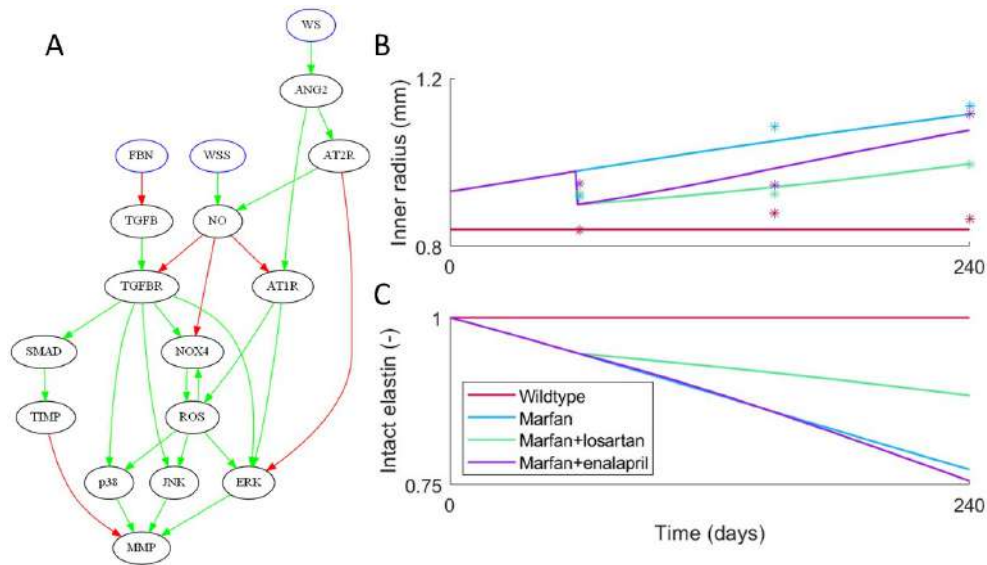 A
WS
ANG2
FBN
WSS
AT2R
TGFB
NO
TGFBR
AT1R
SMAD
NOX4
TIMP
ROS
p38
JNK
ERK
MMP
B
Inner radius (mm)
1.2
0.8
0
240
C
Intact elastin (-)
1
0.75
Wildtype
Marfan
Marfan+losartan
Marfan+enalapril
0
240
Time (days)